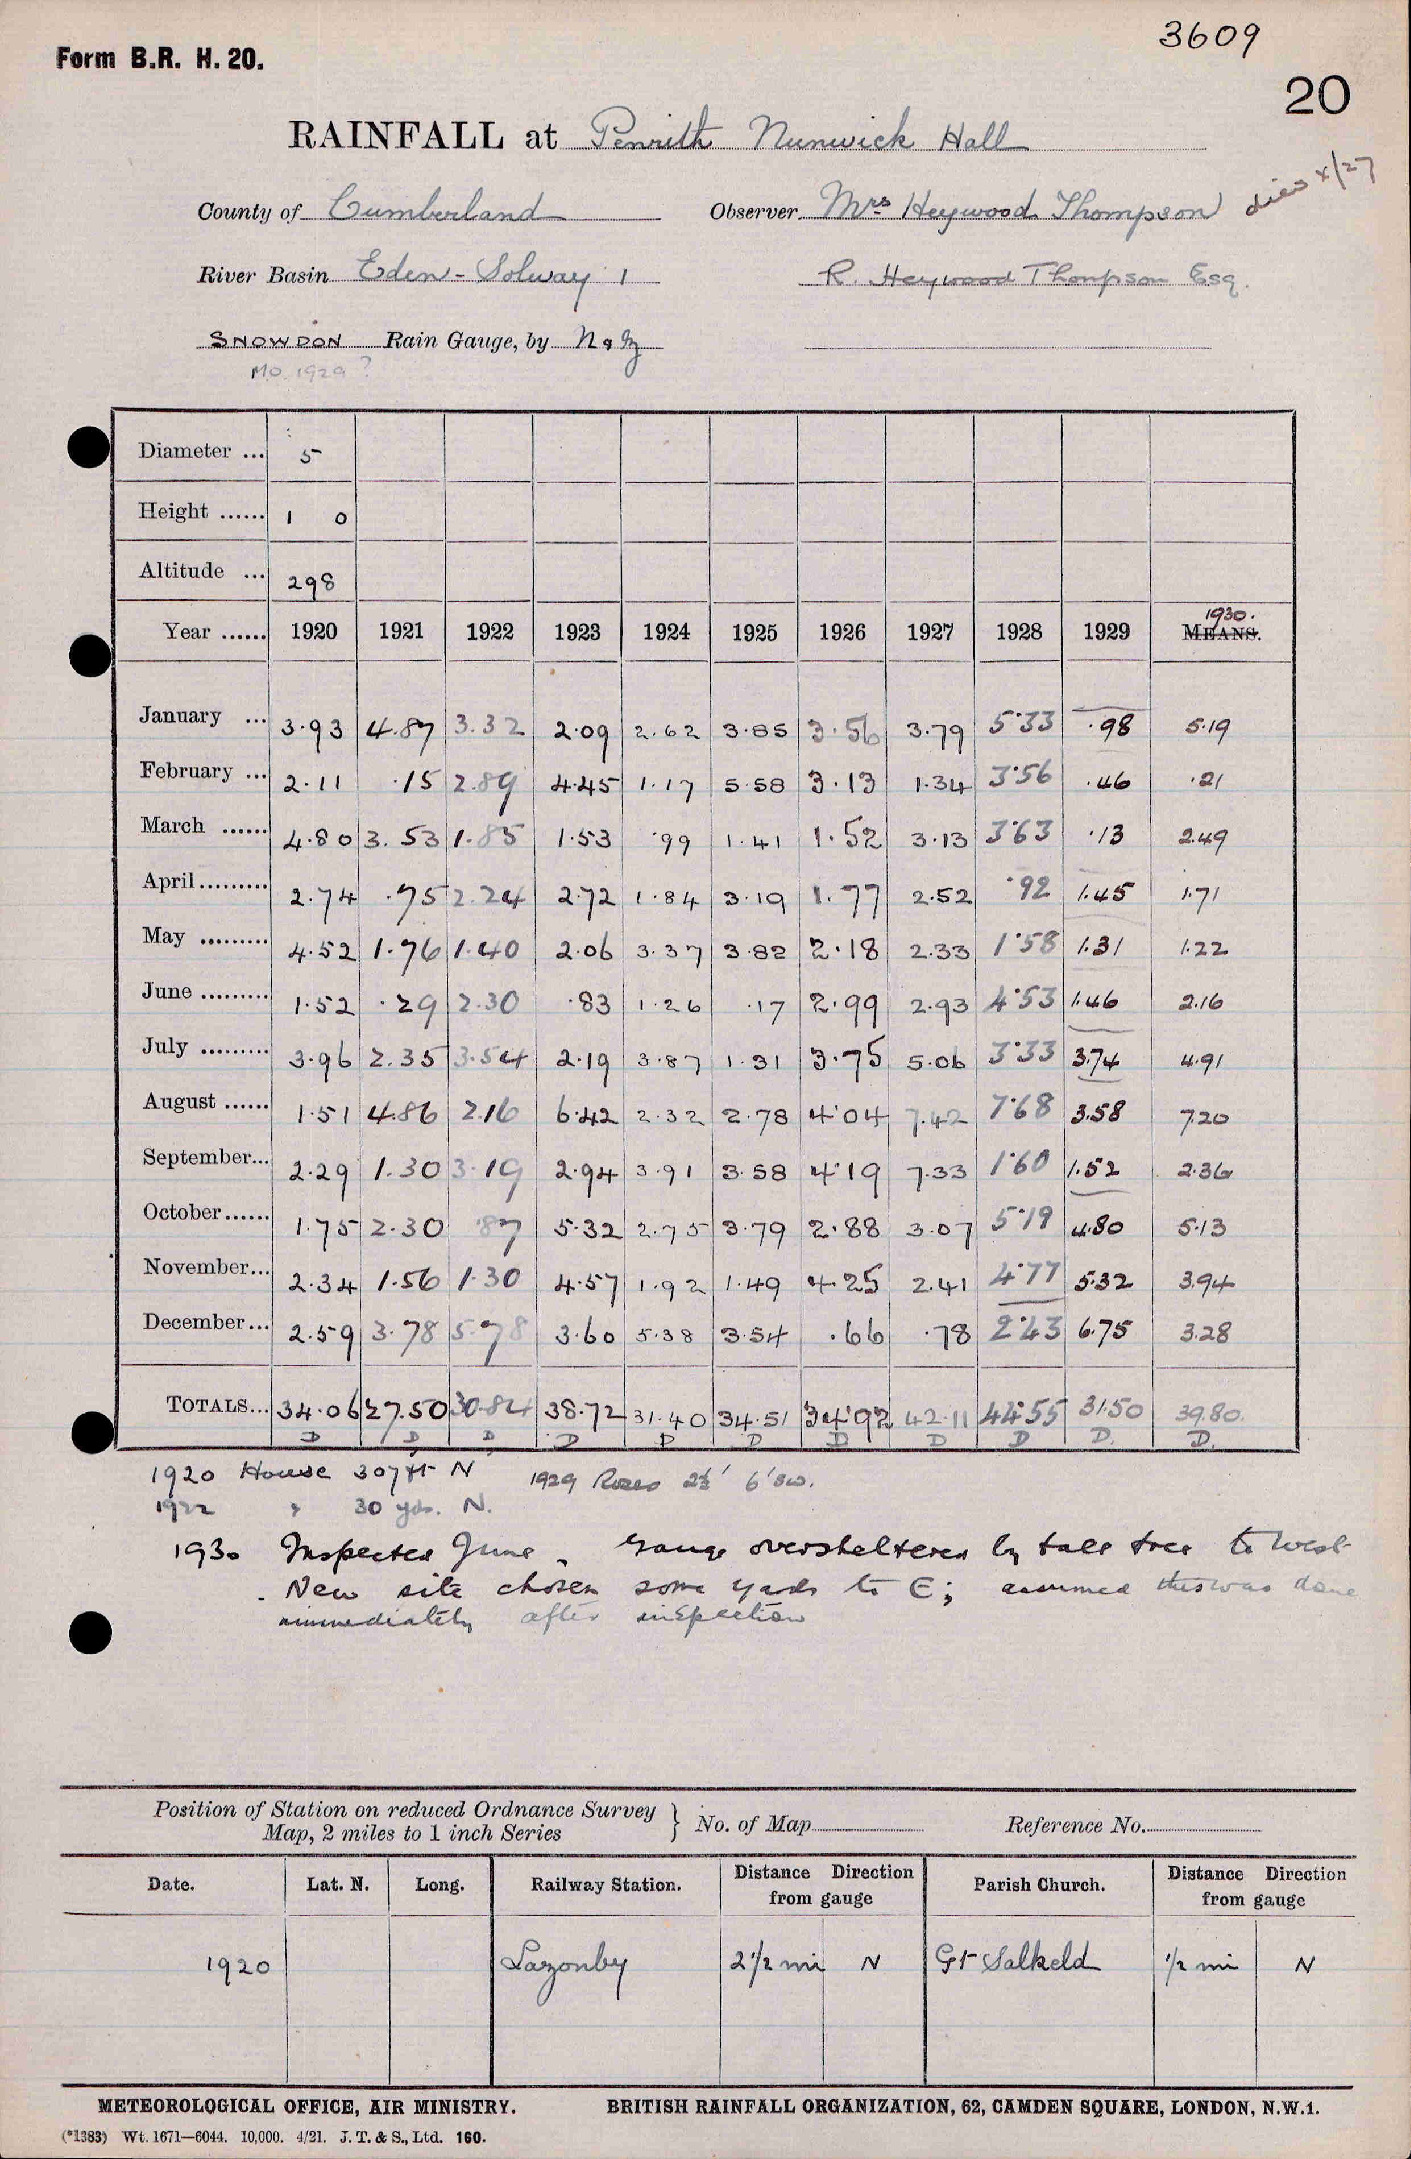 3609
Form B.R. H. 20.
20
RAINFALL at Penrith Nunwick Hall
died x/27
County of Cumberland Observer Mrs Heywood Thompson
River Basin Eden - Solway 1 R. Heywood Thompson Esq.
SNOWDON Rain Gauge, by N & Z
M.O. 1929 ?
Diameter ... 5
Height ...... 1 0
Altitude ... 298
1930.
Year ...... 1920 1921 1922 1923 1924 1925 1926 1927 1928 1929 MEANS.
January ... 3.93 4.87 3.32 2.09 2.62 3.85 3.56 3.79 5.33 .98 5.19
February ... 2.11 .15 2.89 4.45 1.17 5.58 3.13 1.34 3.56 .46 .21
March ...... 4.80 3.53 1.85 1.53 .99 1.41 1.52 3.13 3.63 .13 2.49
April......... 2.74 .75 2.24 2.72 1.84 3.19 1.77 2.52 .92 1.45 1.71
May ......... 4.52 1.76 1.40 2.06 3.37 3.82 2.18 2.33 1.58 1.31 1.22
June ......... 1.52 .29 2.30 .83 1.26 .17 2.99 2.93 4.53 1.46 2.16
July ......... 3.96 2.35 3.54 2.19 3.87 1.31 3.75 5.06 3.33 3.74 4.91
August ...... 1.51 4.86 2.16 6.42 2.32 2.78 4.04 7.42 7.68 3.58 7.20
September... 2.29 1.30 3.19 2.94 3.91 3.58 4.19 7.33 1.60 1.52 2.36
October...... 1.75 2.30 .87 5.32 2.75 3.79 2.88 3.07 5.19 4.80 5.13
November... 2.34 1.56 1.30 4.57 1.92 1.49 4.25 2.41 4.77 5.32 3.94
December... 2.59 3.78 5.78 3.60 5.38 3.54 .66 .78 2.43 6.75 3.28
TOTALS... 34.06 27.50 30.84 38.72 31.40 34.51 34.92 42.11 44.55 31.50 39.80
D D D D D D D D D D. D.
1920 House 307 ft N 1929 Roses 2½' 6' SW.
1922 " 30 yds. N.
1930 Inspected June. Gauge oversheltered by tall tree to West
New site chosen some yards to E; assumed this was done
immediately after inspection
Position of Station on reduced Ordnance Survey
Map, 2 miles to 1 inch Series } No. of Map Reference No.
Date. Lat. N. Long. Railway Station. Distance Direction from gauge Parish Church. Distance Direction from gauge
1920 Lazonby 2 1/2 mi N Gt Salkeld 1/2 mi N
METEOROLOGICAL OFFICE, AIR MINISTRY. BRITISH RAINFALL ORGANIZATION, 62, CAMDEN SQUARE, LONDON, N.W.1.
(*1383) Wt. 1671—6044. 10,000. 4/21. J. T. & S., Ltd. 160.